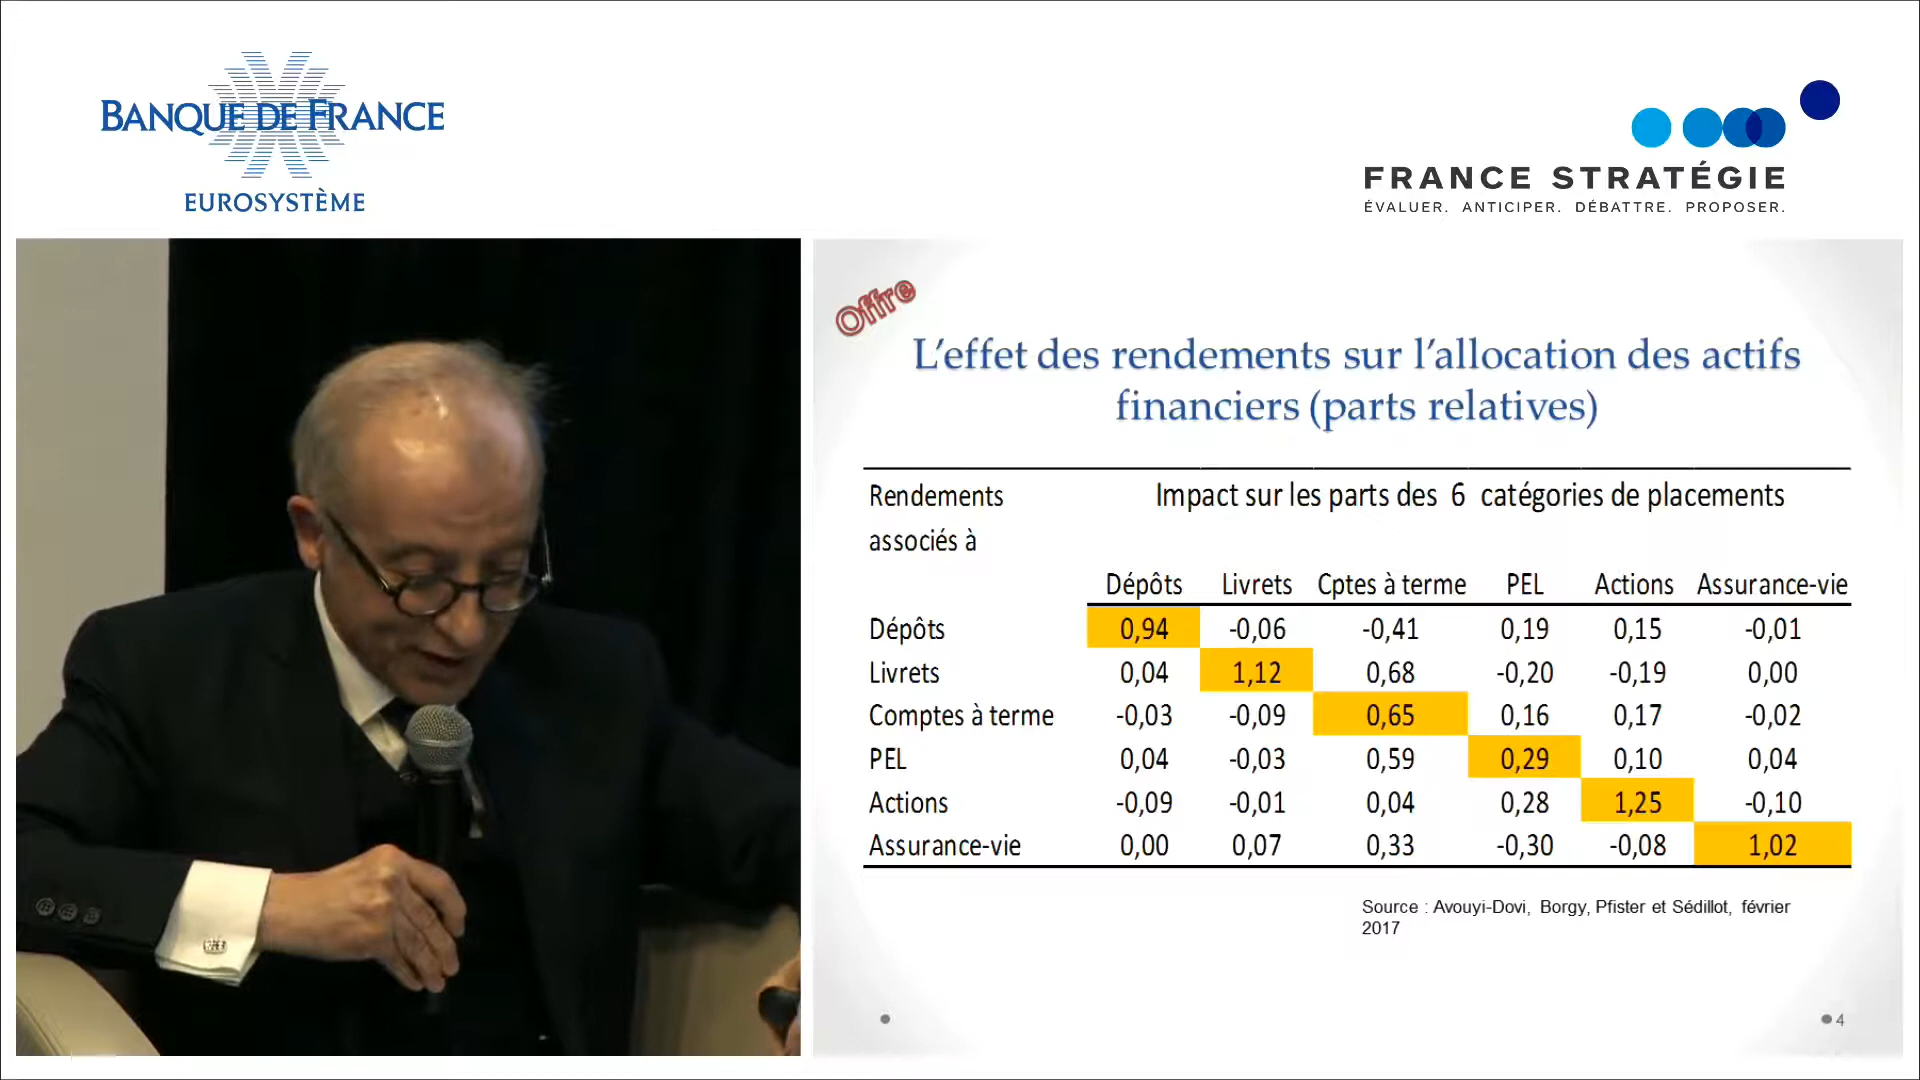 BANQUE DE FRANCE
EUROSYSTÈME
FRANCE STRATÉGIE
ÉVALUER. ANTICIPER. DÉBATTRE. PROPOSER.
Offre
L'effet des rendements sur l'allocation des actifs
financiers (parts relatives)
Rendements Impact sur les parts des 6 catégories de placements
associés à
Dépôts Livrets Cptes à terme PEL Actions Assurance-vie
Dépôts 0,94 -0,06 -0,41 0,19 0,15 -0,01
Livrets 0,04 1,12 0,68 -0,20 -0,19 0,00
Comptes à terme -0,03 -0,09 0,65 0,16 0,17 -0,02
PEL 0,04 -0,03 0,59 0,29 0,10 0,04
Actions -0,09 -0,01 0,04 0,28 1,25 -0,10
Assurance-vie 0,00 0,07 0,33 -0,30 -0,08 1,02
Source : Avouyi-Dovi, Borgy, Pfister et Sédillot, février
2017
4